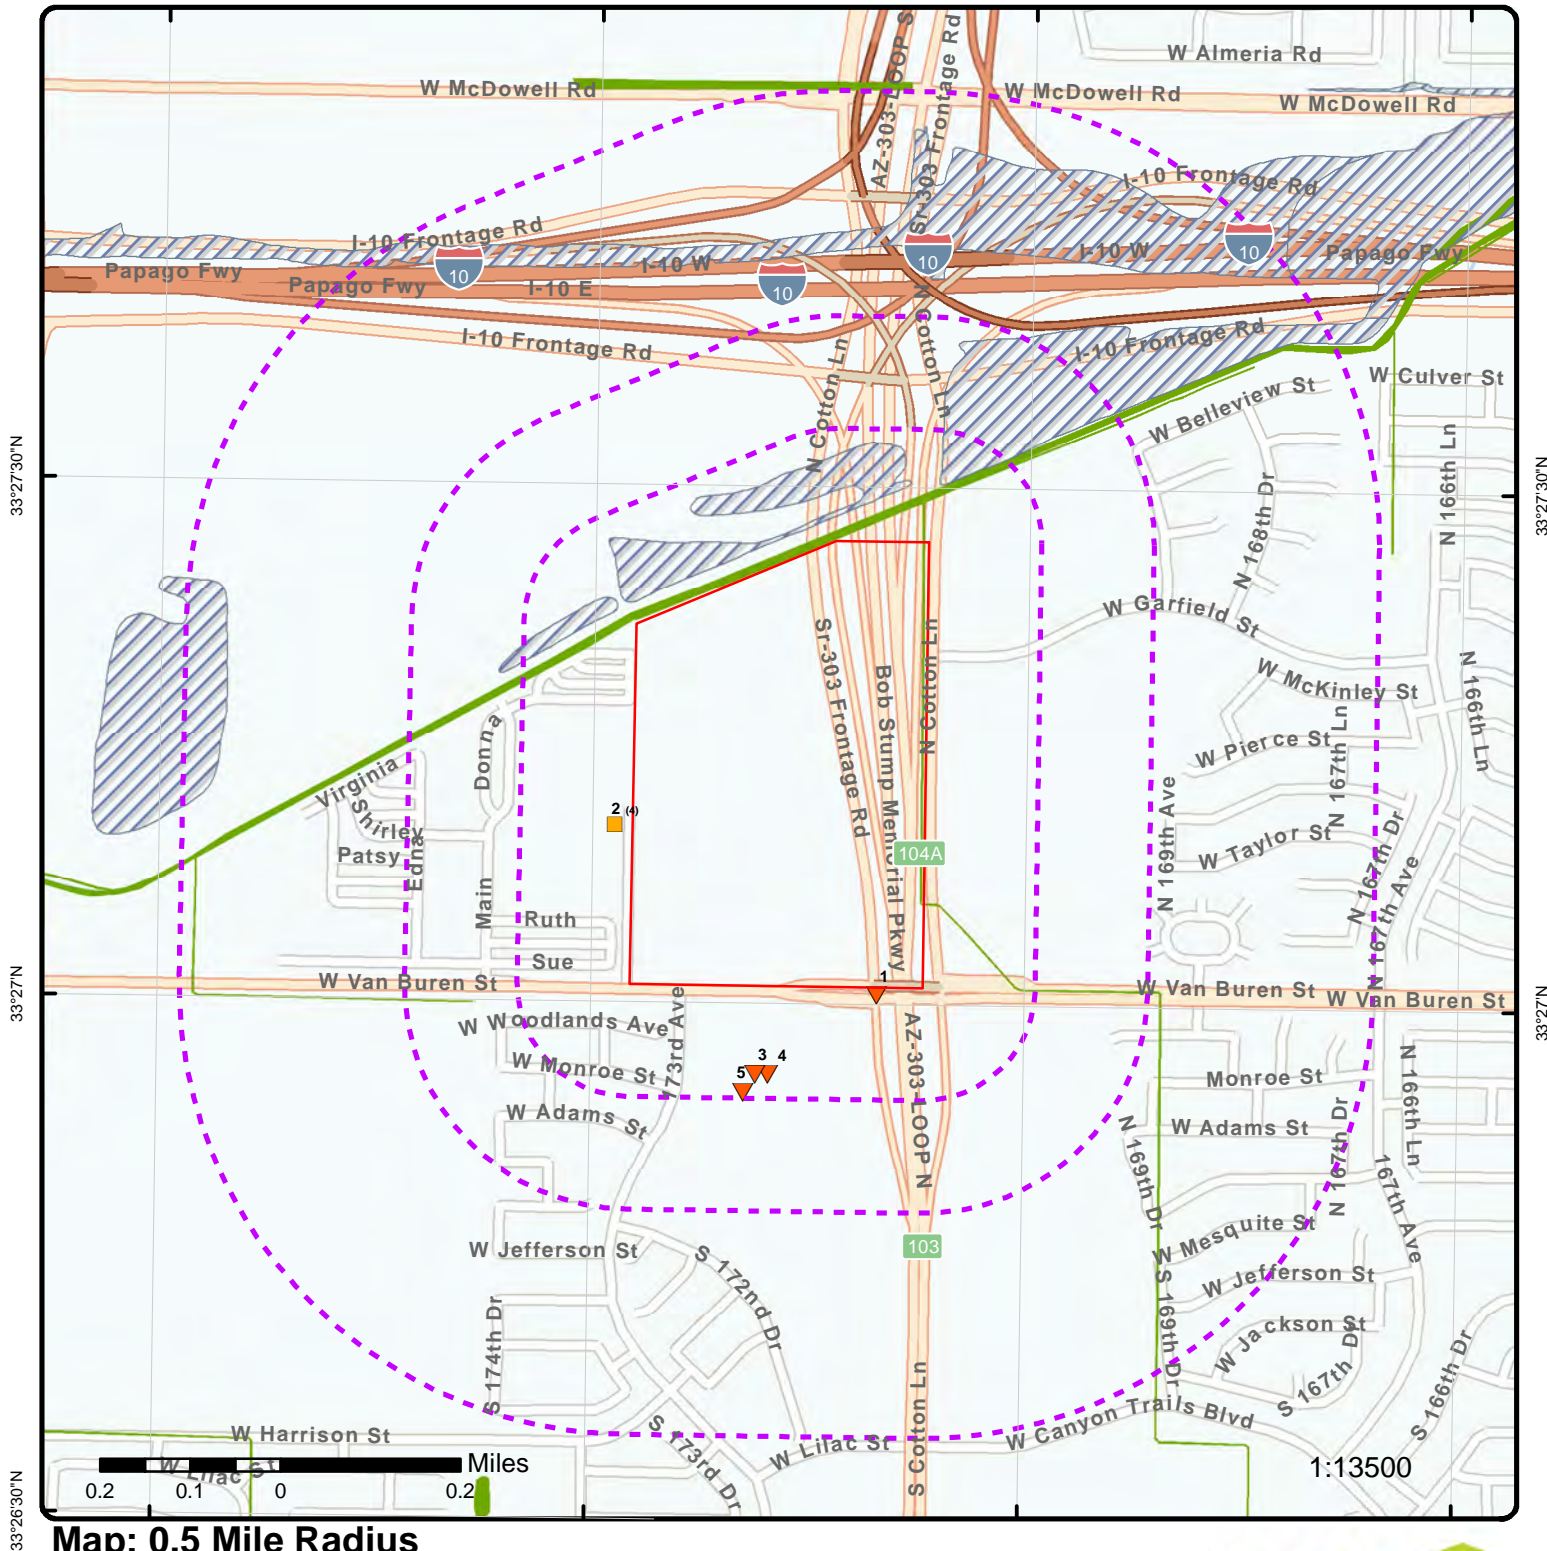 W Almeria Rd
W McDowell Rd
W McDowell Rd
W McDowell Rd
AZ-303-LOOP S
Sr-303 Frontage Rd
I-10 Frontage Rd
I-10 Frontage Rd
Papago Fwy
Papago Fwy
I-10 W
I-10 E
I-10 W
Papago Fwy
10
10
10
10
I-10 Frontage Rd
I-10 Frontage Rd
N Cotton Ln
N Cotton Ln
W Culver St
W Belleview St
33°27'30"N
33°27'30"N
N 166th Ln
N 168th Dr
W Garfield St
W McKinley St
N 166th Ln
Sr-303 Frontage Rd
Bob Stump Memorial Pkwy
N Cotton Ln
Donna
Virginia
Shirley
Patsy
Edna
Main
Ruth
Sue
2 (4)
104A
W Pierce St
N 167th Ln
W Taylor St
N 169th Ave
N 167th Dr
N 167th Ave
1
W Van Buren St
W Van Buren St
W Van Buren St
33°27'N
33°27'N
W Woodlands Ave
173rd Ave
W Monroe St
W Adams St
3
4
5
AZ-303-LOOP N
Monroe St
W Adams St
N 166th Ln
N 169th Dr
N 167th Dr
167th Ave
W Mesquite St
W Jefferson St
103
W Jefferson St
S 172nd Dr
S 174th Dr
S 169th Dr
W Jackson St
S 167th Dr
S 166th Dr
S Cotton Ln
W Canyon Trails Blvd
W Lilac St
S 173rd Dr
W Harrison St
W Lilac St
Miles
0.2 0.1 0 0.2
1:13500
33°26'30"N
Map: 0.5 Mile Radius